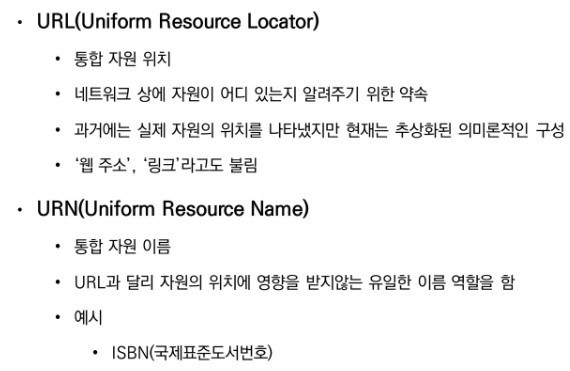 • URL(Uniform Resource Locator)
• 통합 자원 위치
• 네트워크 상에 자원이 어디 있는지 알려주기 위한 약속
• 과거에는 실제 자원의 위치를 나타냈지만 현재는 추상화된 의미론적인 구성
• ‘웹 주소’, ‘링크’라고도 불림
• URN(Uniform Resource Name)
• 통합 자원 이름
• URL과 달리 자원의 위치에 영향을 받지않는 유일한 이름 역할을 함
• 예시
• ISBN(국제표준도서번호)